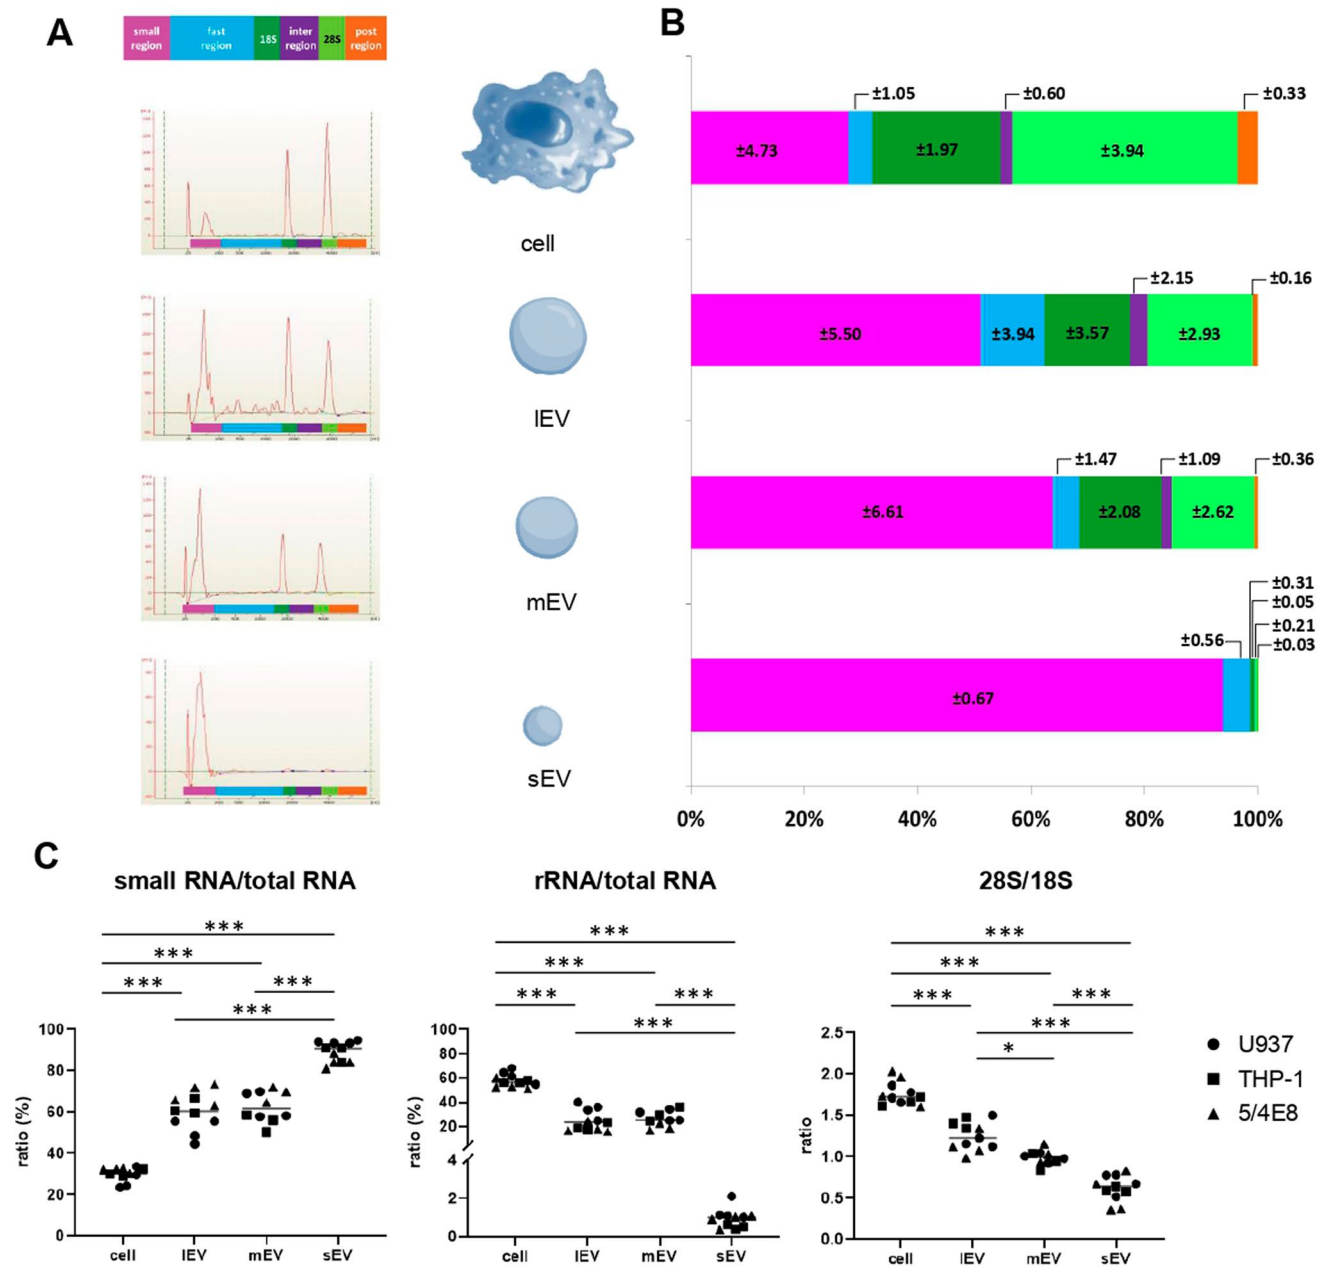 A
small region
fast region
18S
inter region
28S
post region
cell
lEV
mEV
sEV
B
±4.73
±1.05
±1.97
±0.60
±3.94
±0.33
±5.50
±3.94
±3.57
±2.15
±2.93
±0.16
±6.61
±1.47
±2.08
±1.09
±2.62
±0.36
±0.67
±0.56
±0.31
±0.05
±0.21
±0.03
0% 20% 40% 60% 80% 100%
C
small RNA/total RNA
***
***
*** ***
***
100
80
60
40
20
0
ratio (%)
cell lEV mEV sEV
rRNA/total RNA
***
***
*** ***
***
100
80
60
40
20
4
2
0
ratio (%)
cell lEV mEV sEV
28S/18S
***
***
*** ***
***
*
2.5
2.0
1.5
1.0
0.5
0.0
ratio
cell lEV mEV sEV
U937
THP-1
5/4E8